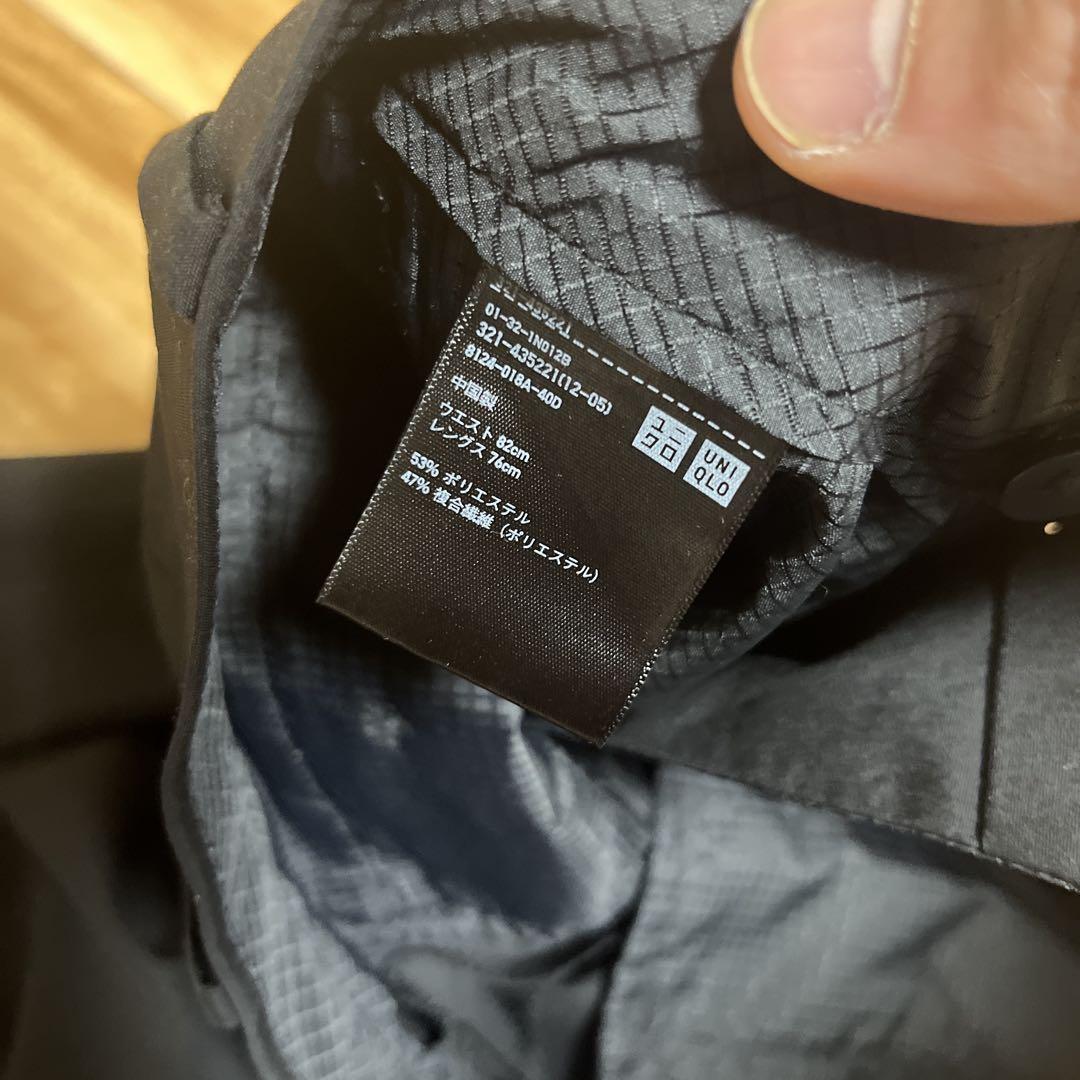 01-32-1N012B
321-435221(12-05)
8124-018A-40D
中国製
ウエスト 82cm
レングス 76cm
53% ポリエステル
47% 複合繊維 (ポリエステル)
ユニ
クロ
UNI
QLO